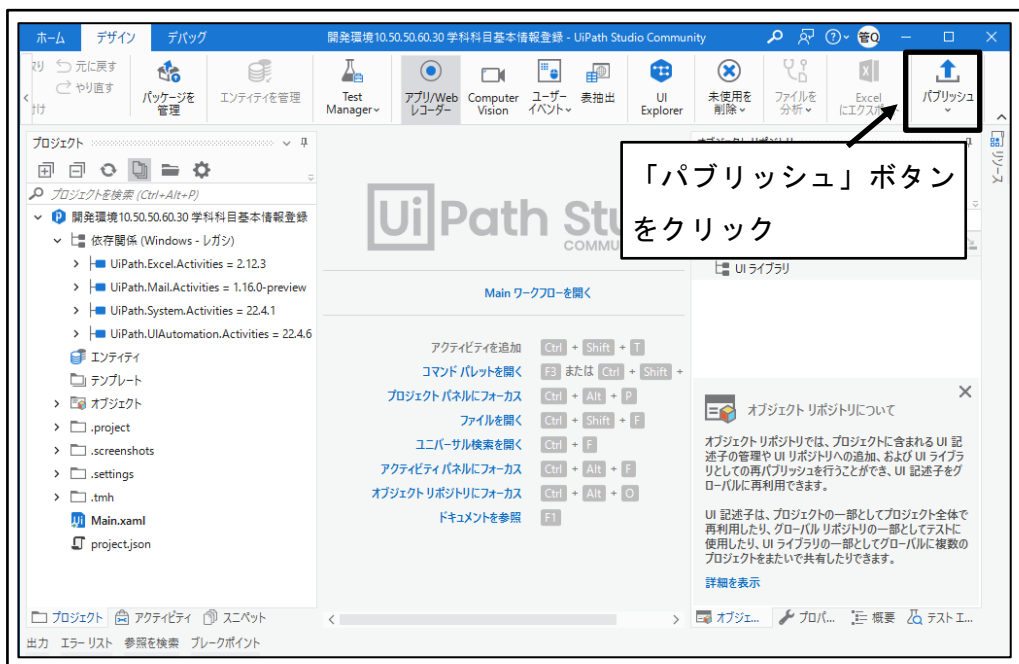 ホーム デザイン デバッグ 開発環境10.50.50.60.30 学科科目基本情報登録 - UiPath Studio Community 管Q
元に戻す
やり直す
パッケージを
管理
エンティティを管理
Test
Manager
アプリ/Web
レコーダー
Computer
Vision
ユーザー
イベント
表抽出
UI
Explorer
未使用を
削除
ファイルを
分析
Excel
にエクスポ
パブリッシュ
プロジェクト
リソース
プロジェクトを検索 (Ctrl+Alt+P)
開発環境10.50.50.60.30 学科科目基本情報登録
依存関係 (Windows - レガシ)
UiPath.Excel.Activities = 2.12.3
UiPath.Mail.Activities = 1.16.0-preview
UiPath.System.Activities = 22.4.1
UiPath.UIAutomation.Activities = 22.4.6
エンティティ
テンプレート
オブジェクト
.project
.screenshots
.settings
.tmh
Main.xaml
project.json
UiPath Stu
COMMU
Main ワークフローを開く
アクティビティを追加 Ctrl + Shift + T
コマンド パレットを開く F3 または Ctrl + Shift +
プロジェクト パネルにフォーカス Ctrl + Alt + P
ファイルを開く Ctrl + Shift + F
ユニバーサル検索を開く Ctrl + F
アクティビティ パネルにフォーカス Ctrl + Alt + F
オブジェクト リポジトリにフォーカス Ctrl + Alt + O
ドキュメントを参照 F1
「パブリッシュ」ボタン
をクリック
UI ライブラリ
オブジェクト リポジトリについて
オブジェクト リポジトリでは、プロジェクトに含まれる UI 記
述子の管理や UI リポジトリへの追加、および UI ライブラ
リとしての再パブリッシュを行うことができ、UI 記述子をグ
ローバルに再利用できます。
UI 記述子は、プロジェクトの一部としてプロジェクト全体で
再利用したり、グローバル リポジトリの一部としてテストに
使用したり、UI ライブラリの一部としてグローバルに複数の
プロジェクトをまたいで共有したりできます。
詳細を表示
プロジェクト アクティビティ スニペット
オブジェ... プロパ... 概要 テスト エ...
出力 エラー リスト 参照を検索 ブレークポイント